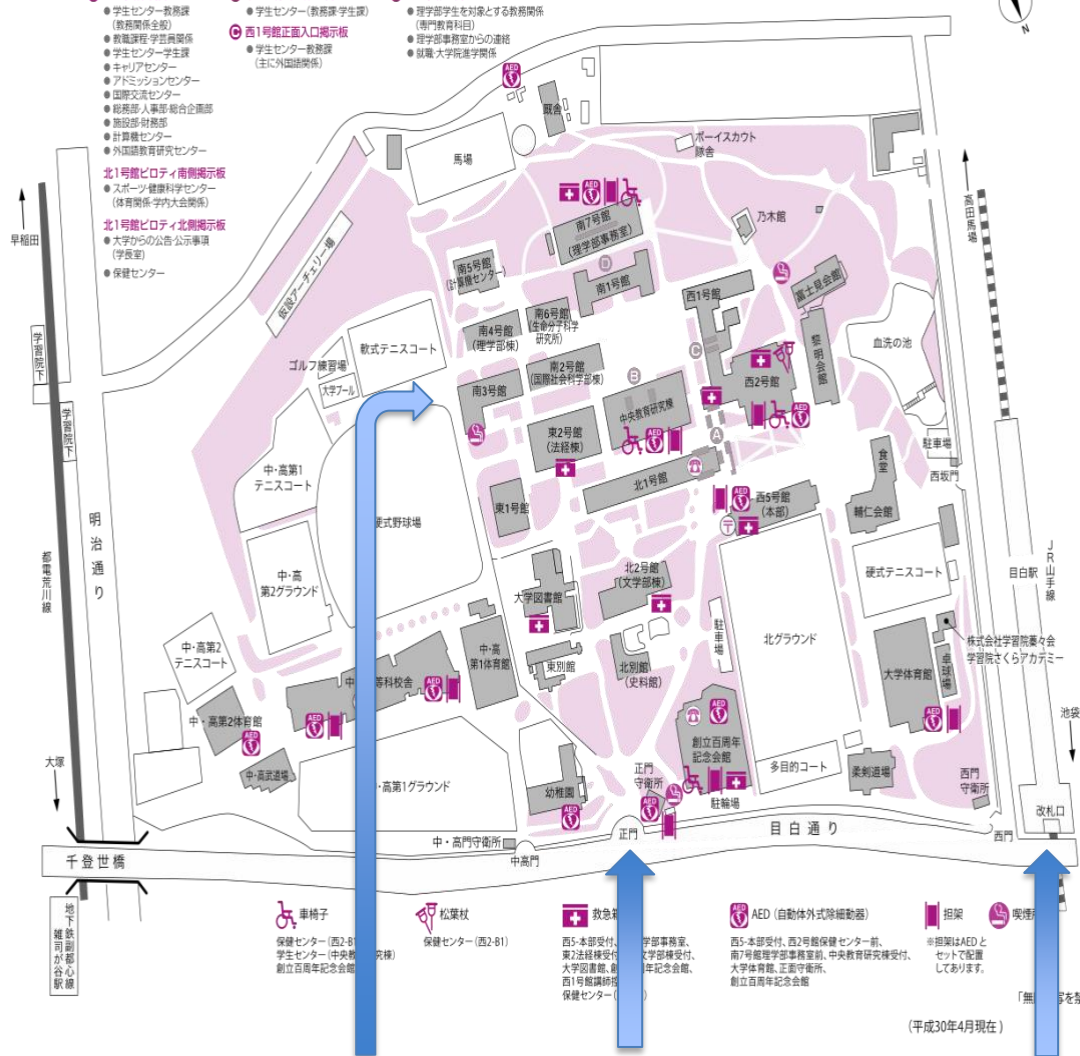 ● 学生センター教務課
(教務関係全般)
● 教職課程・学芸員関係
● 学生センター学生課
● キャリアセンター
● アドミッションセンター
● 国際交流センター
● 総務部・人事部・総合企画部
● 施設部・財務部
● 計算機センター
● 外国語教育研究センター
北1号館ピロティ南側掲示板
● スポーツ・健康科学センター
(体育関係・学内大会関係)
北1号館ピロティ北側掲示板
● 大学からの公告・公示事項
(学長室)
● 保健センター
● 学生センター(教務課・学生課)
C 西1号館正面入口掲示板
● 学生センター教務課
(主に外国語関係)
● 理学部学生を対象とする教務関係
(専門教育科目)
● 理学部事務室からの連絡
● 就職・大学院進学関係
N
AED
厩舎
馬場
ボーイスカウト
隊舎
早稲田
高田馬場
AED
南7号館
(理学部事務室)
乃木館
仮設アーチェリー場
南5号館
(計算機センター)
D
南1号館
西1号館
富士見会館
南6号館
(生命分子科学
研究所)
南4号館
(理学部棟)
学習院下
軟式テニスコート
ゴルフ練習場
大学プール
南2号館
(国際社会科学部棟)
C
黎明会館
血洗の池
南3号館
B
西2号館
中央教育研究棟
AED
AED
学習院下
東2号館
(法経棟)
A
駐車場
西坂門
中・高第1
テニスコート
食堂
北1号館
東1号館
AED
西5号館
(本部)
〒
輔仁会館
明治通り
都電荒川線
硬式野球場
中・高
第2グラウンド
北2号館
(文学部棟)
硬式テニスコート
目白駅
JR山手線
大学図書館
駐車場
北グラウンド
中・高第2
テニスコート
中・高
第1体育館
東別館
北別館
(史料館)
大学体育館
卓球場
株式会社学習院蓁々会
学習院さくらアカデミー
中
等科校舎
AED
AED
中・高第2体育館
AED
AED
AED
池袋
創立百周年
記念会館
大塚
中・高武道場
・高第1グラウンド
幼稚園
AED
正門
守衛所
AED
駐輪場
多目的コート
柔剣道場
西門
守衛所
改札口
中・高門守衛所
中高門
正門
目白通り
西門
千登世橋
地下鉄副都心線
雑司が谷駅
車椅子
保健センター(西2-B1
学生センター(中央教
究棟)
創立百周年記念会館
松葉杖
保健センター(西2-B1)
救急箱
西5・本部受付、
学部事務室、
東2法経棟受付
文学部棟受付、
大学図書館、創
周年記念会館、
西1号館講師控
保健センター(
AED
AED(自動体外式除細動器)
西5・本部受付、西2号館保健センター前、
南7号館理学部事務室前、中央教育研究棟受付、
大学体育館、正面守衛所、
創立百周年記念会館
担架
※担架はAEDと
セットで配置
してあります。
喫煙
「無
写を禁
(平成30年4月現在)